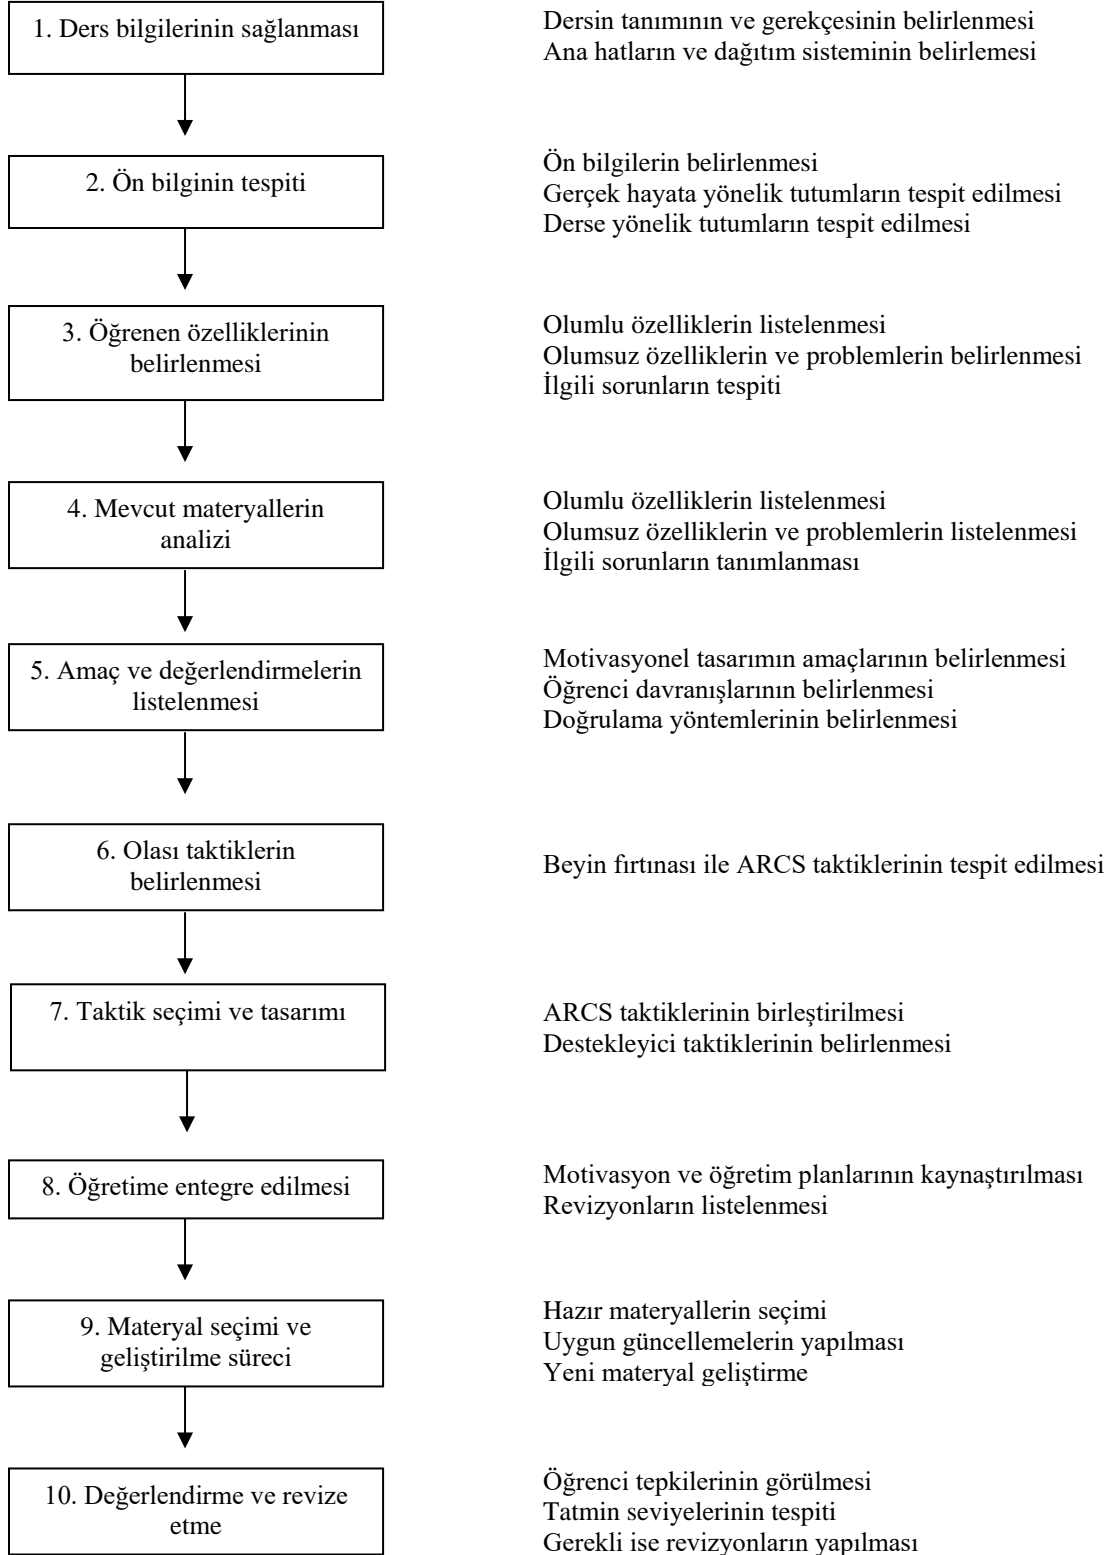 1. Ders bilgilerinin sağlanması
Dersin tanımının ve gerekçesinin belirlenmesi
Ana hatların ve dağıtım sisteminin belirlemesi
2. Ön bilginin tespiti
Ön bilgilerin belirlenmesi
Gerçek hayata yönelik tutumların tespit edilmesi
Derse yönelik tutumların tespit edilmesi
3. Öğrenen özelliklerinin
belirlenmesi
Olumlu özelliklerin listelenmesi
Olumsuz özelliklerin ve problemlerin belirlenmesi
İlgili sorunların tespiti
4. Mevcut materyallerin
analizi
Olumlu özelliklerin listelenmesi
Olumsuz özelliklerin ve problemlerin listelenmesi
İlgili sorunların tanımlanması
5. Amaç ve değerlendirmelerin
listelenmesi
Motivasyonel tasarımın amaçlarının belirlenmesi
Öğrenci davranışlarının belirlenmesi
Doğrulama yöntemlerinin belirlenmesi
6. Olası taktiklerin
belirlenmesi
Beyin fırtınası ile ARCS taktiklerinin tespit edilmesi
7. Taktik seçimi ve tasarımı
ARCS taktiklerinin birleştirilmesi
Destekleyici taktiklerinin belirlenmesi
8. Öğretime entegre edilmesi
Motivasyon ve öğretim planlarının kaynaştırılması
Revizyonların listelenmesi
9. Materyal seçimi ve
geliştirilme süreci
Hazır materyallerin seçimi
Uygun güncellemelerin yapılması
Yeni materyal geliştirme
10. Değerlendirme ve revize
etme
Öğrenci tepkilerinin görülmesi
Tatmin seviyelerinin tespiti
Gerekli ise revizyonların yapılması